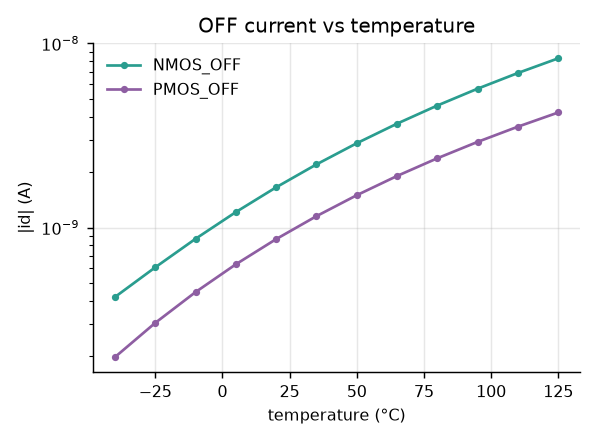 OFF current vs temperature
NMOS_OFF
PMOS_OFF
|id| (A)
10⁻⁸
10⁻⁹
−25 0 25 50 75 100 125
temperature (°C)